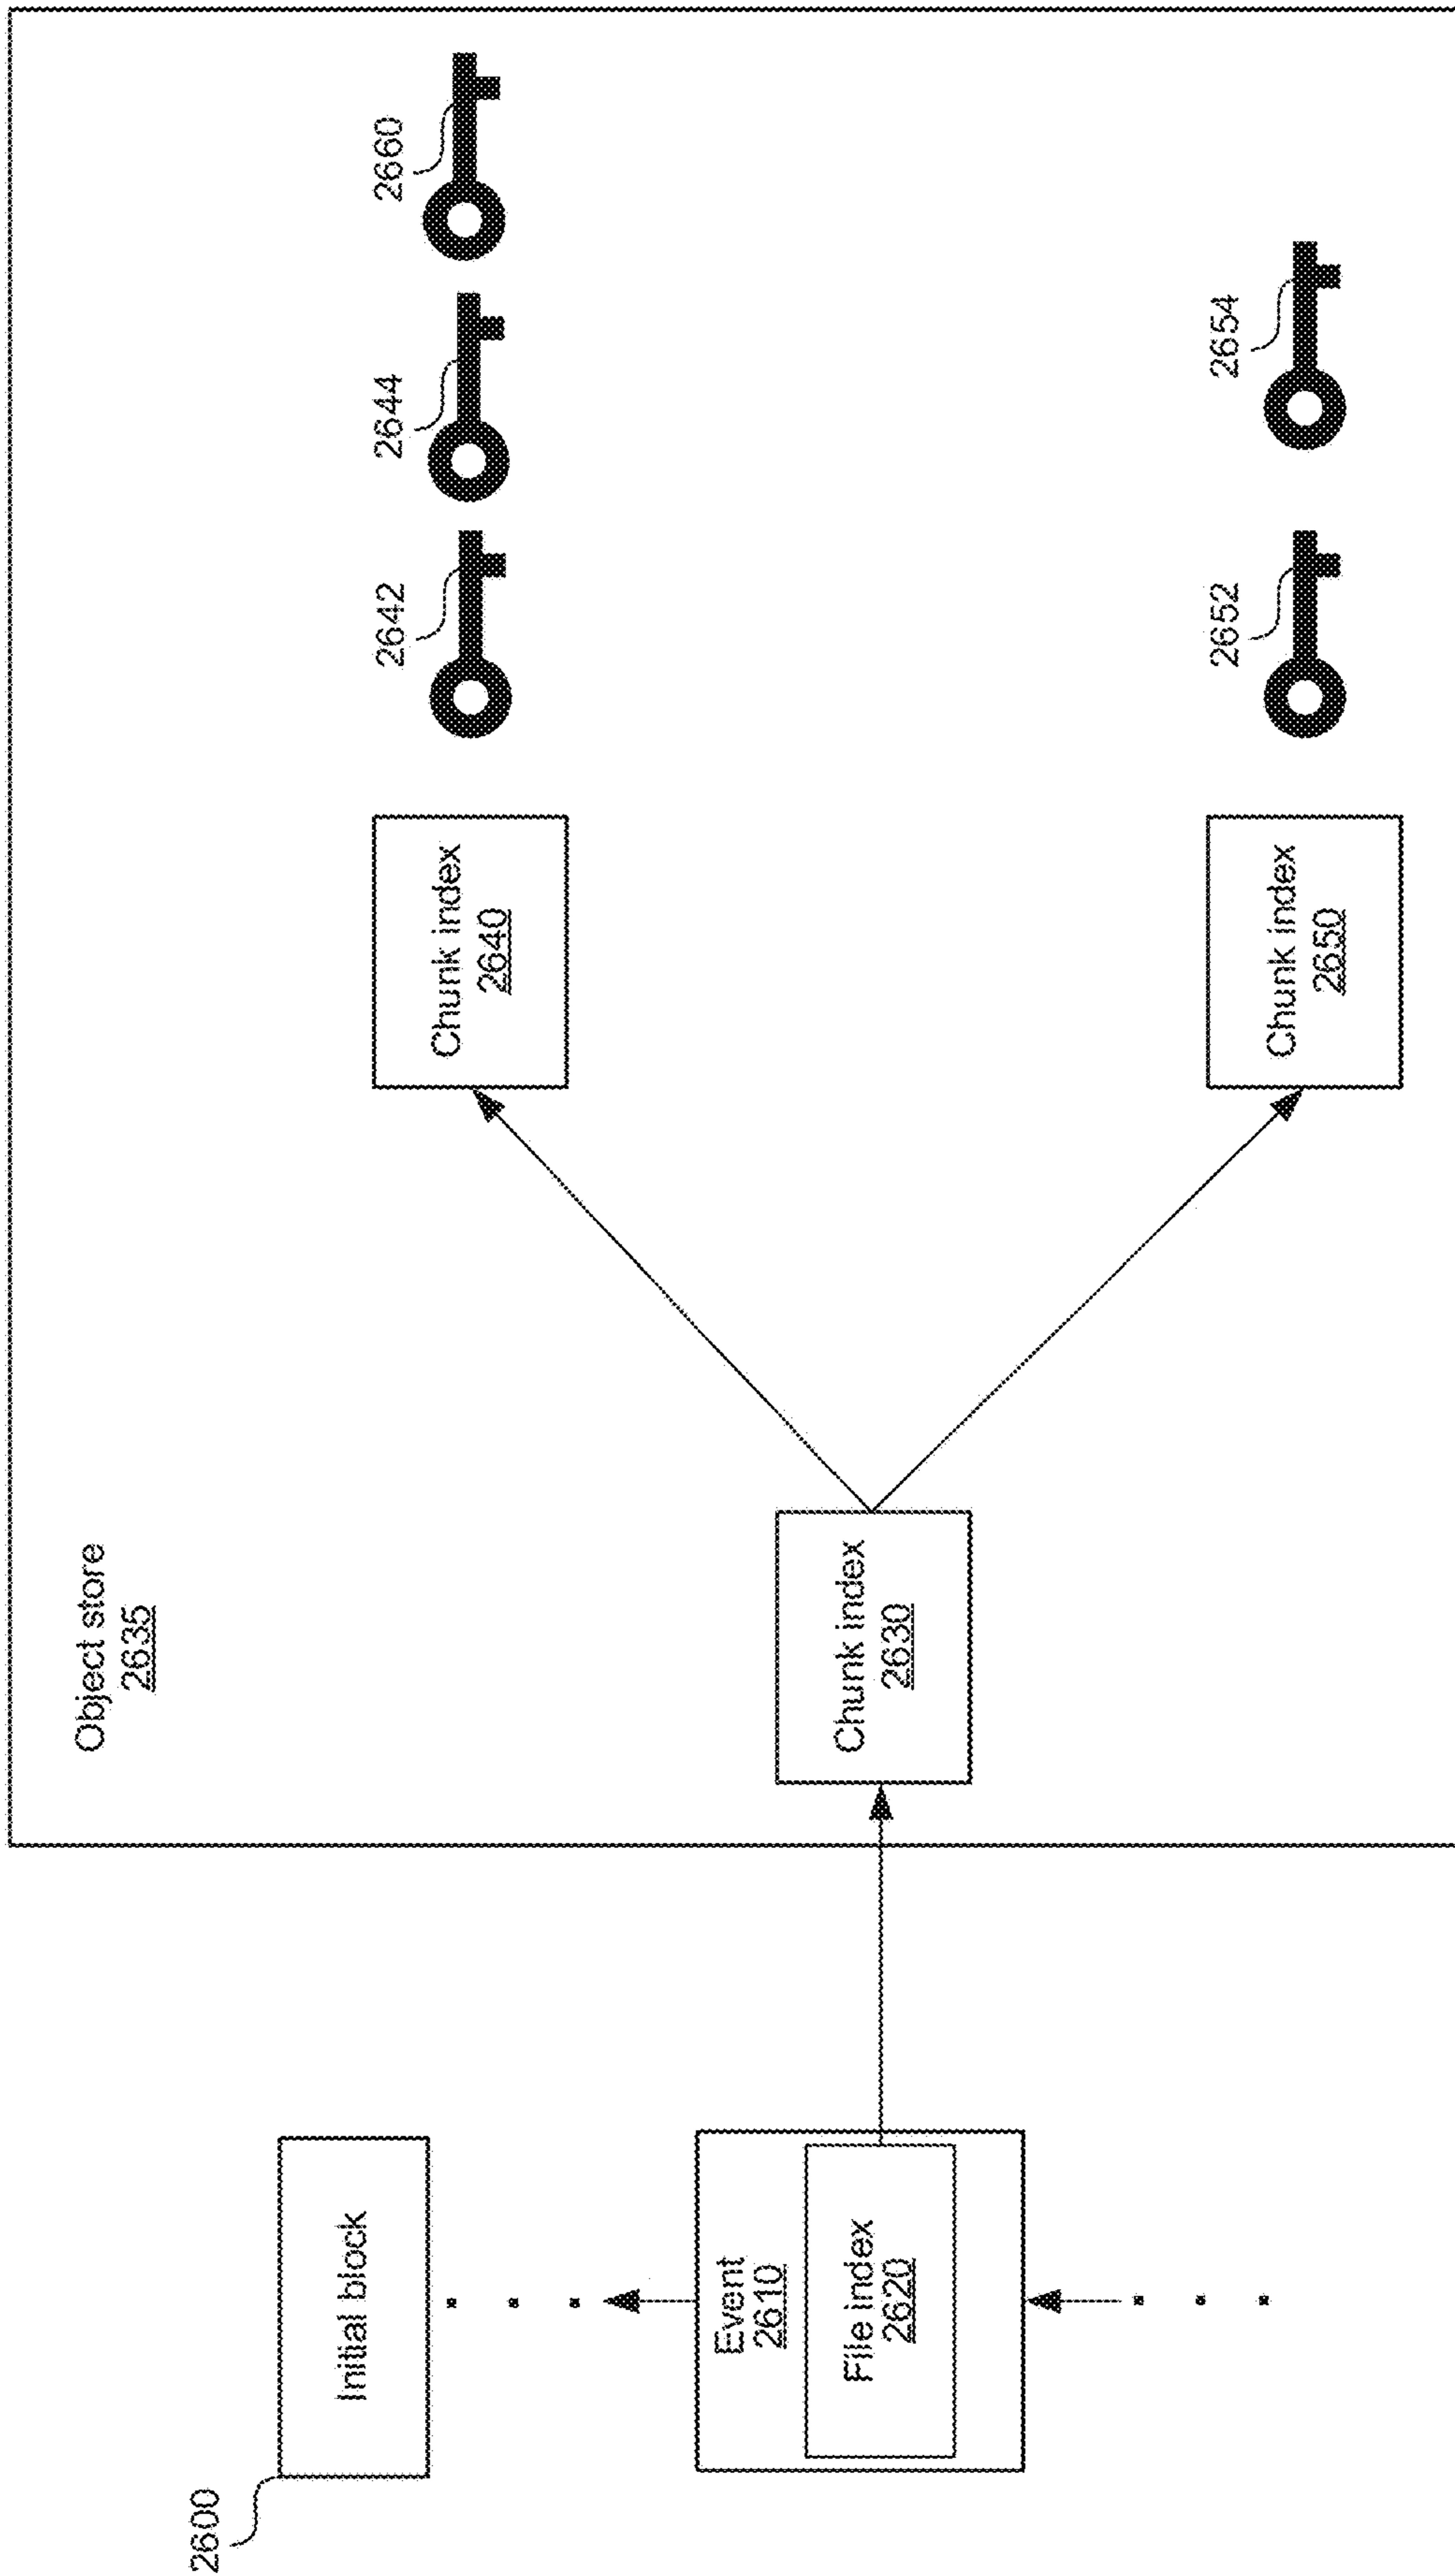 Object store
2635
2600
Initial block
Event
2610
File index
2620
Chunk index
2630
Chunk index
2640
2642
2644
2660
Chunk index
2650
2652
2654